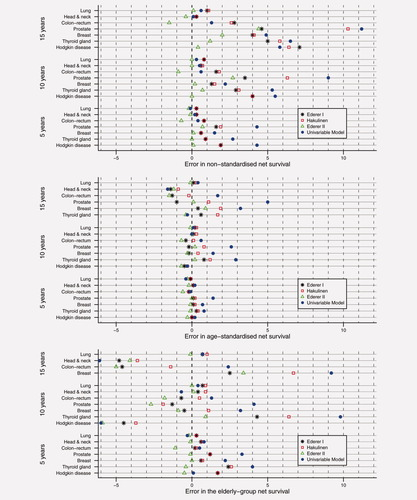 15 years
Lung
Head & neck
Colon-rectum
Prostate
Breast
Thyroid gland
Hodgkin disease
10 years
Lung
Head & neck
Colon-rectum
Prostate
Breast
Thyroid gland
Hodgkin disease
5 years
Lung
Head & neck
Colon-rectum
Prostate
Breast
Thyroid gland
Hodgkin disease
Ederer I
Hakulinen
Ederer II
Univariable Model
-5 0 5 10
Error in non-standardised net survival
15 years
Lung
Head & neck
Colon-rectum
Prostate
Breast
Thyroid gland
10 years
Lung
Head & neck
Colon-rectum
Prostate
Breast
Thyroid gland
Hodgkin disease
5 years
Lung
Head & neck
Colon-rectum
Prostate
Breast
Thyroid gland
Hodgkin disease
Ederer I
Hakulinen
Ederer II
Univariable Model
-5 0 5 10
Error in age-standardised net survival
15 years
Lung
Head & neck
Colon-rectum
Breast
10 years
Lung
Head & neck
Colon-rectum
Prostate
Breast
Thyroid gland
Hodgkin disease
5 years
Lung
Head & neck
Colon-rectum
Prostate
Breast
Thyroid gland
Hodgkin disease
Ederer I
Hakulinen
Ederer II
Univariable Model
-5 0 5 10
Error in the elderly-group net survival